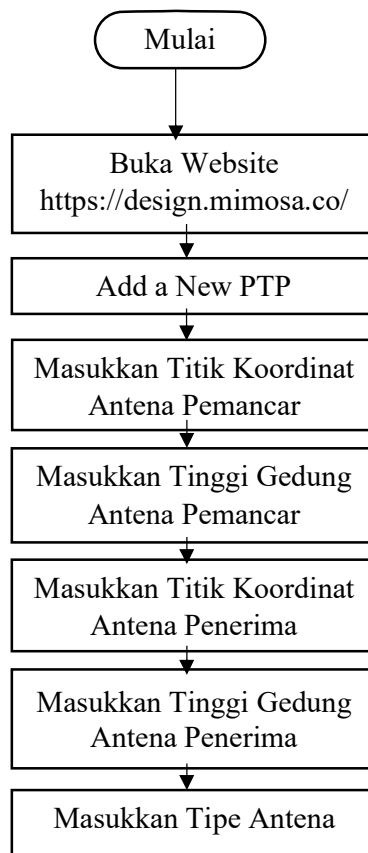 Mulai
Buka Website
https://design.mimosa.co/
Add a New PTP
Masukkan Titik Koordinat
Antena Pemancar
Masukkan Tinggi Gedung
Antena Pemancar
Masukkan Titik Koordinat
Antena Penerima
Masukkan Tinggi Gedung
Antena Penerima
Masukkan Tipe Antena